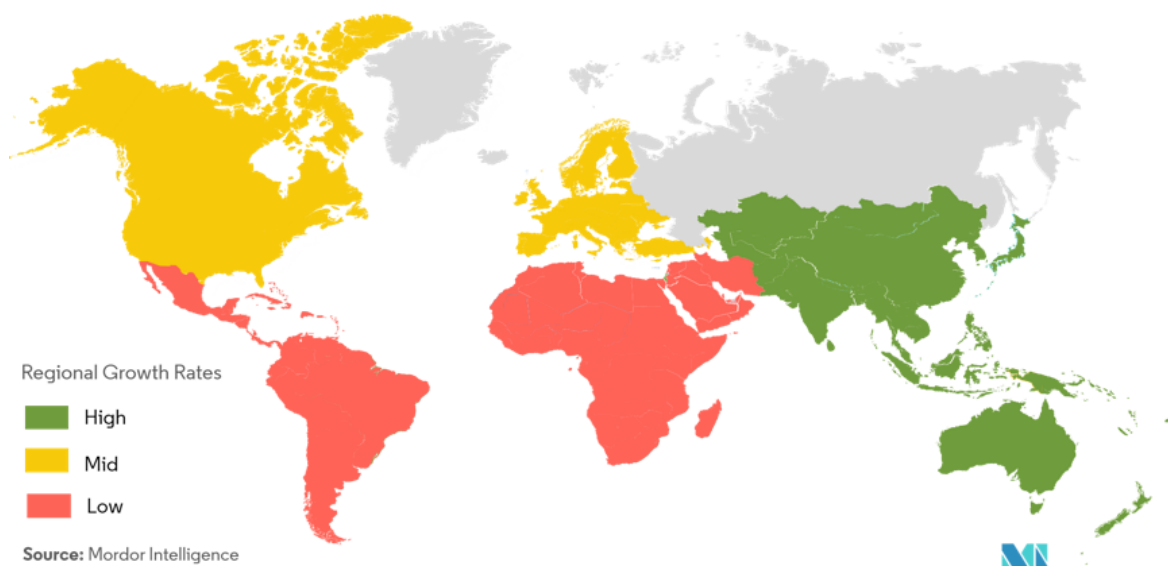 Regional Growth Rates
High
Mid
Low
Source: Mordor Intelligence